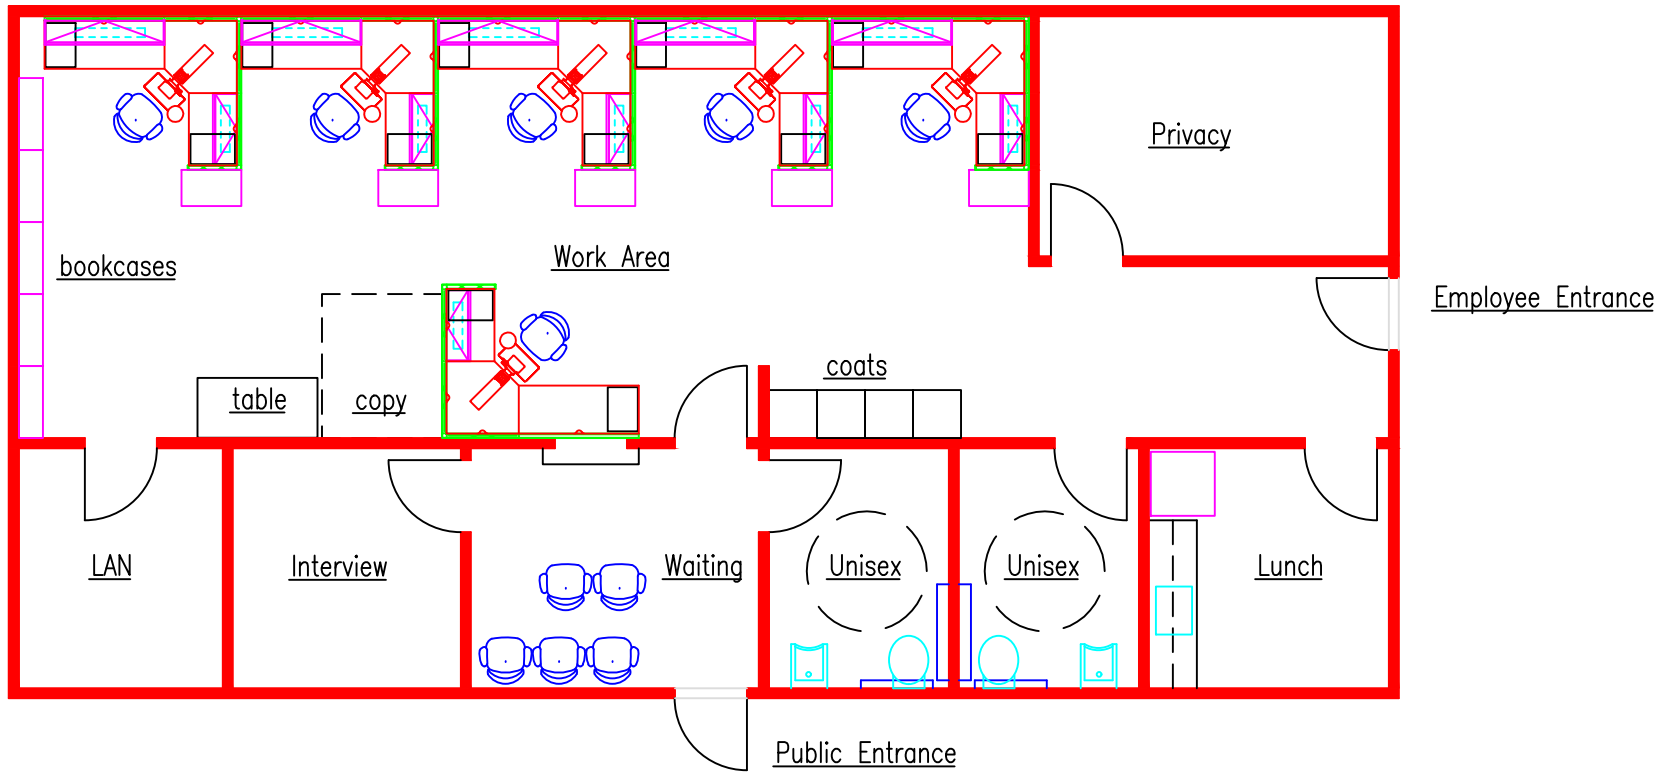 Privacy
Work Area
bookcases
Employee Entrance
coats
table
copy
LAN
Interview
Waiting
Unisex
Unisex
Lunch
Public Entrance